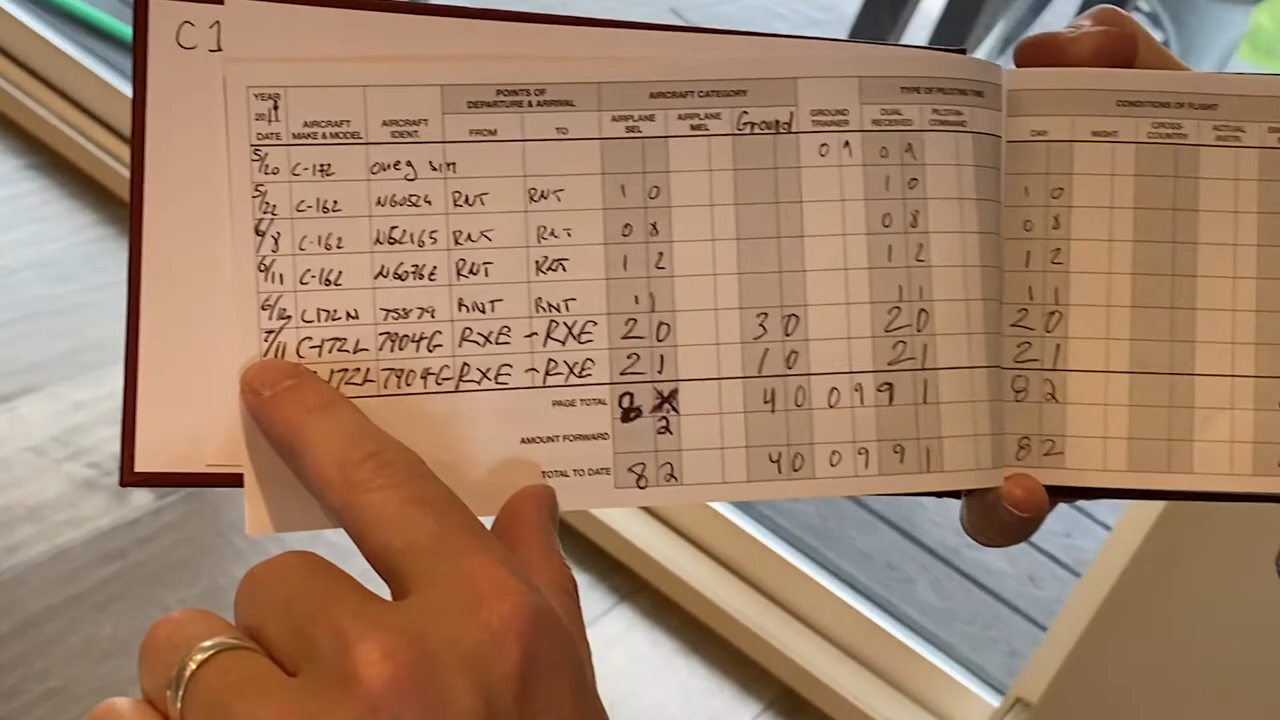 C 1
YEAR 2011 DATE AIRCRAFT MAKE & MODEL AIRCRAFT IDENT. POINTS OF DEPARTURE & ARRIVAL FROM TO AIRCRAFT CATEGORY AIRPLANE SEL AIRPLANE MEL Ground GROUND TRAINER TYPE OF PILOTING TIME DUAL RECEIVED PILOT-IN-COMMAND CONDITIONS OF FLIGHT DAY NIGHT CROSS-COUNTRY ACTUAL INSTR.
5/20 C-172 0 9 0 9
5/22 C-162 N60524 RNT RNT 1 0 1 0 1 0
6/8 C-162 N52165 RNT RNT 0 8 0 8 0 8
6/11 C-162 N6076E RNT RNT 1 2 1 2 1 2
6/12 C172N 75879 RNT RNT 1 1 1 1 1 1
7/11 C-172L 7904G RXE - RXE 2 0 3 0 2 0 2 0
172L 7904G RXE - RXE 2 1 1 0 2 1 2 1
PAGE TOTAL 8 4 0 0 9 9 1 8 2
AMOUNT FORWARD 2
TOTAL TO DATE 8 2 4 0 0 9 9 1 8 2